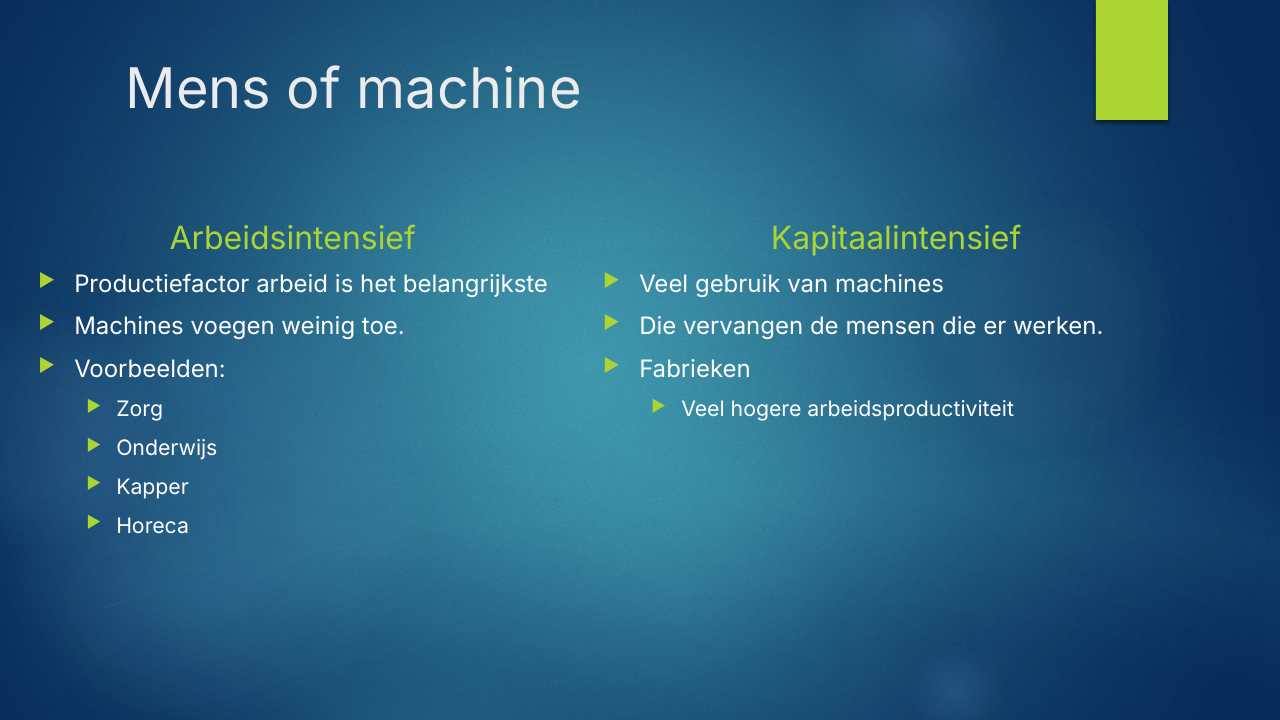 Mens of machine
Arbeidsintensief
Productiefactor arbeid is het belangrijkste
Machines voegen weinig toe.
Voorbeelden:
Zorg
Onderwijs
Kapper
Horeca
Kapitaalintensief
Veel gebruik van machines
Die vervangen de mensen die er werken.
Fabrieken
Veel hogere arbeidsproductiviteit